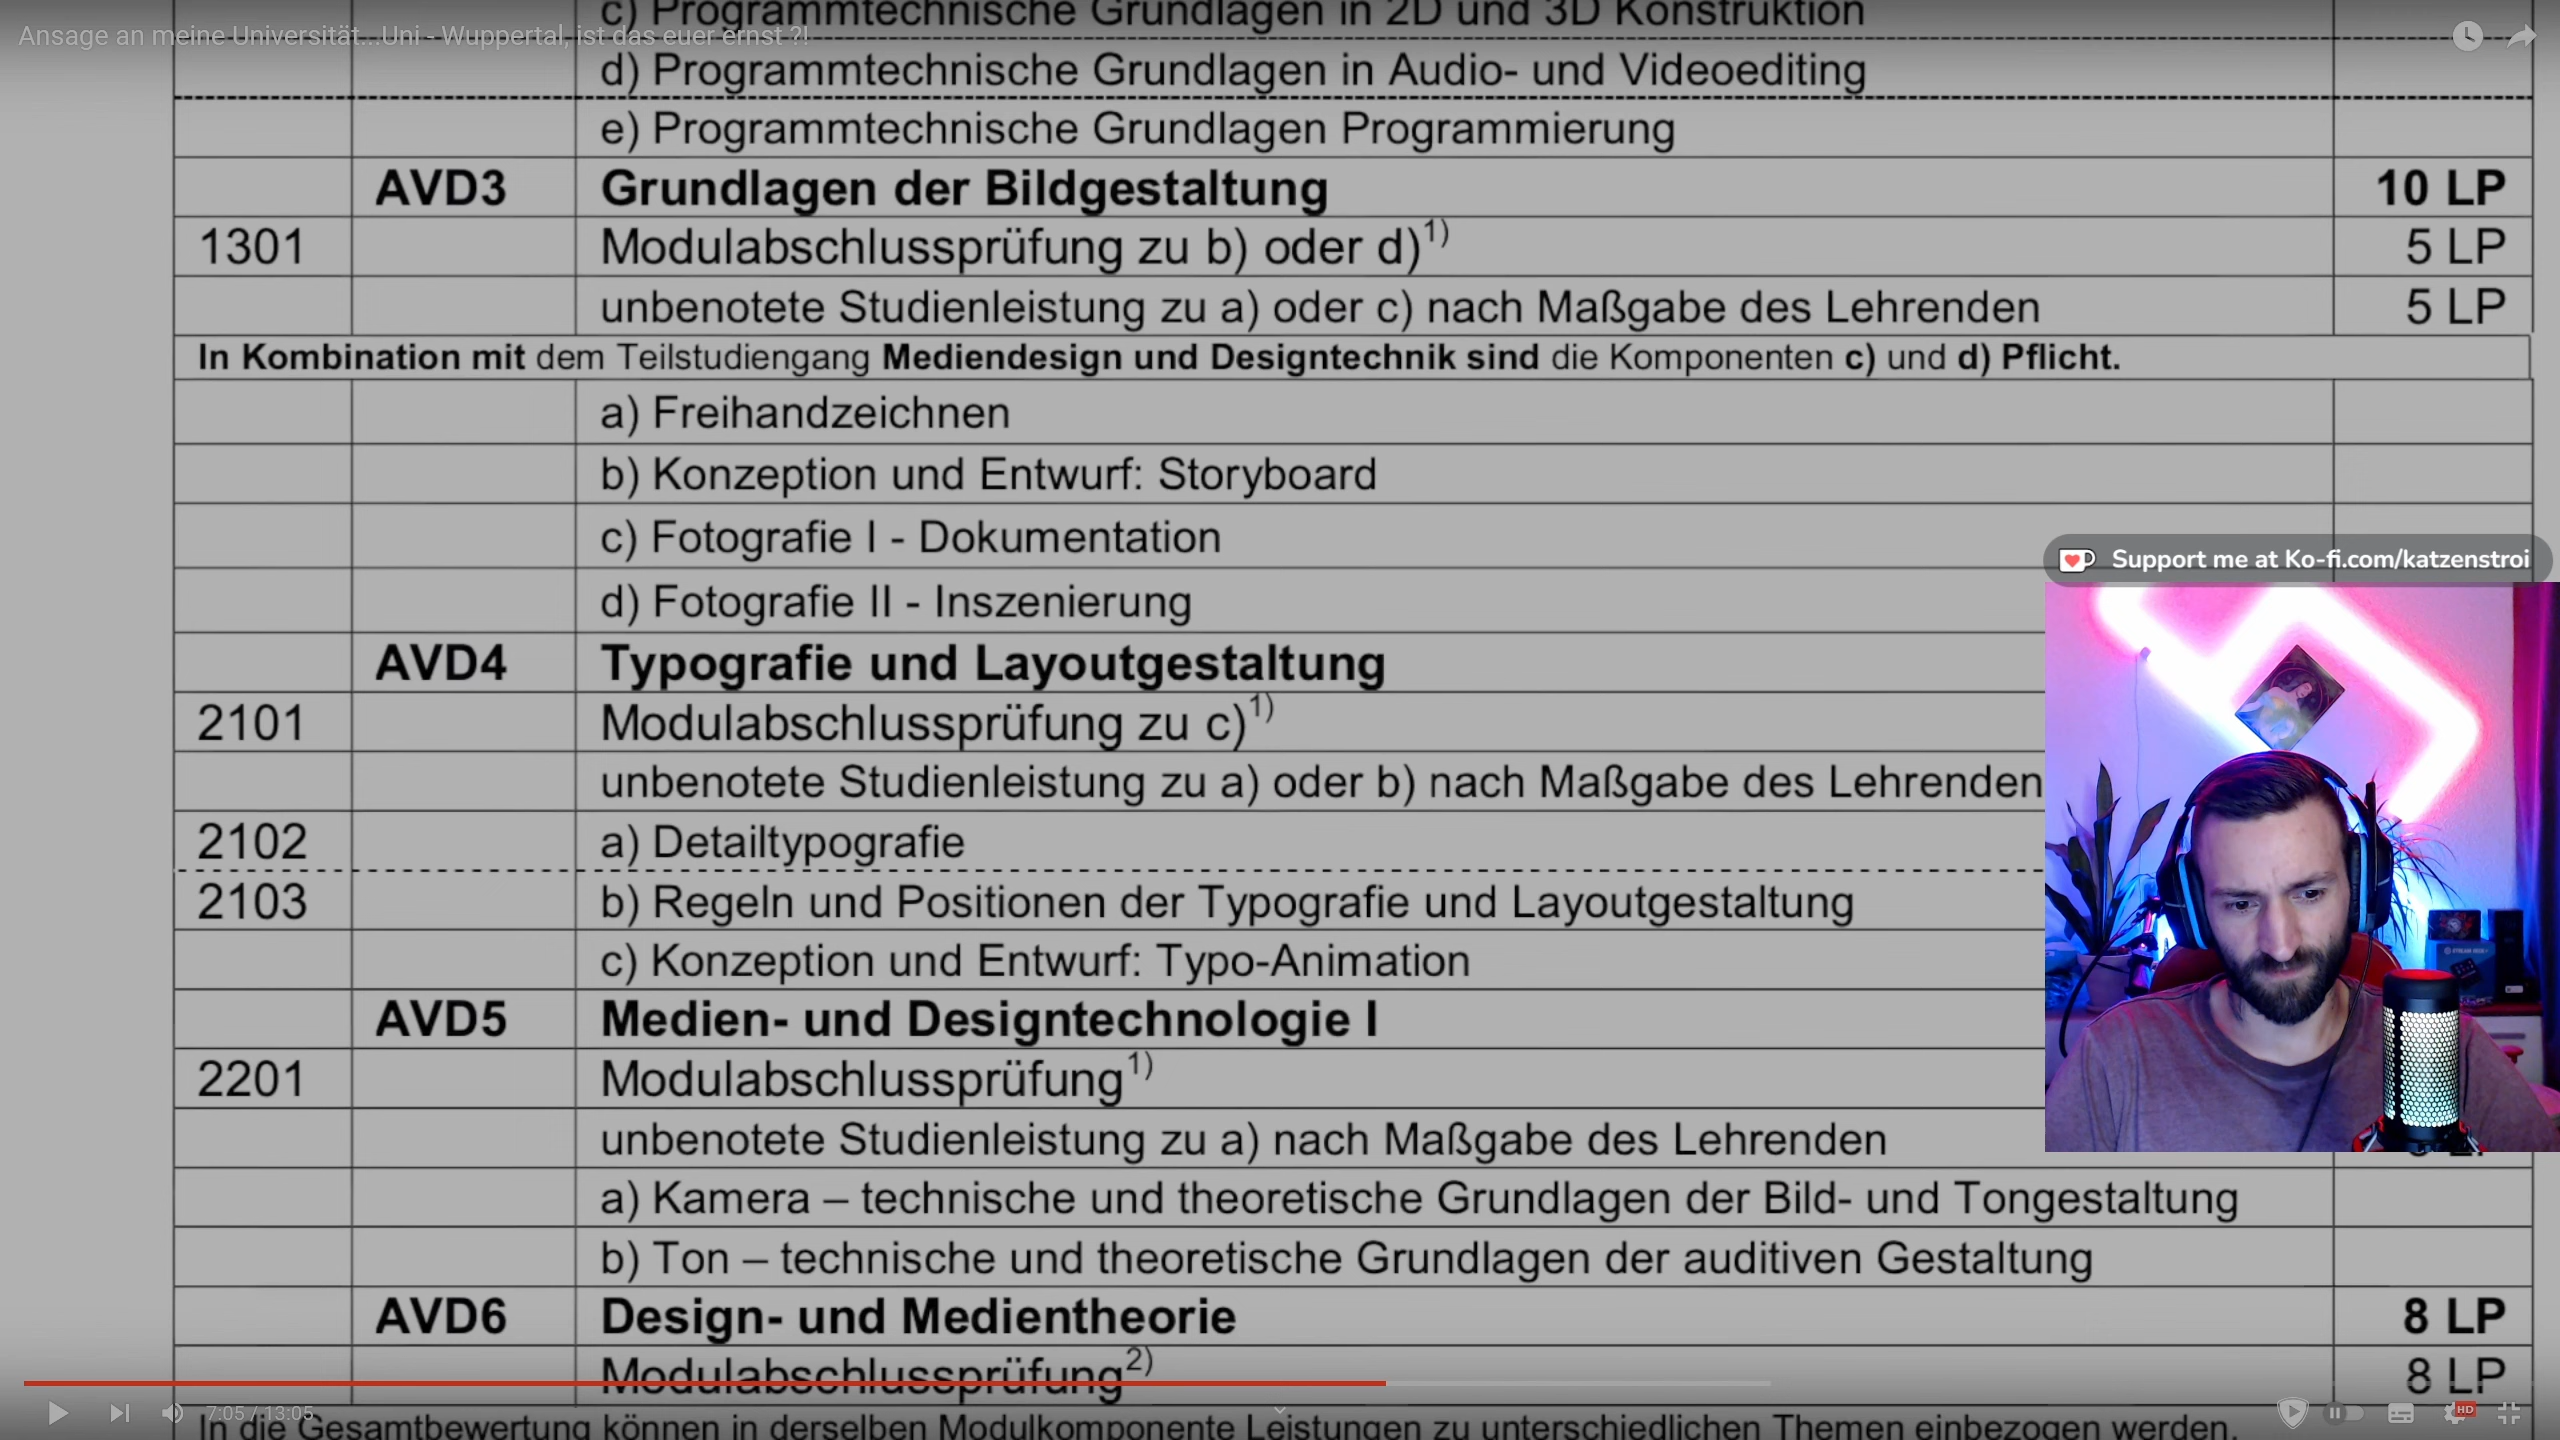 c) Programmtechnische Grundlagen in 2D und 3D Konstruktion
Ansage an meine Universität...Uni - Wuppertal, ist das euer ernst ?!
d) Programmtechnische Grundlagen in Audio- und Videoediting
e) Programmtechnische Grundlagen Programmierung
AVD3 Grundlagen der Bildgestaltung 10 LP
1301 Modulabschlussprüfung zu b) oder d)1) 5 LP
unbenotete Studienleistung zu a) oder c) nach Maßgabe des Lehrenden 5 LP
In Kombination mit dem Teilstudiengang Mediendesign und Designtechnik sind die Komponenten c) und d) Pflicht.
a) Freihandzeichnen
b) Konzeption und Entwurf: Storyboard
c) Fotografie I - Dokumentation
Support me at Ko-fi.com/katzenstroi
d) Fotografie II - Inszenierung
AVD4 Typografie und Layoutgestaltung
2101 Modulabschlussprüfung zu c)1)
unbenotete Studienleistung zu a) oder b) nach Maßgabe des Lehrenden
2102 a) Detailtypografie
2103 b) Regeln und Positionen der Typografie und Layoutgestaltung
c) Konzeption und Entwurf: Typo-Animation
AVD5 Medien- und Designtechnologie I
2201 Modulabschlussprüfung1)
unbenotete Studienleistung zu a) nach Maßgabe des Lehrenden
a) Kamera – technische und theoretische Grundlagen der Bild- und Tongestaltung
b) Ton – technische und theoretische Grundlagen der auditiven Gestaltung
AVD6 Design- und Medientheorie 8 LP
Modulabschlussprüfung2) 8 LP
7:05 / 13:05
HD
In die Gesamtbewertung können in derselben Modulkomponente Leistungen zu unterschiedlichen Themen einbezogen werden.